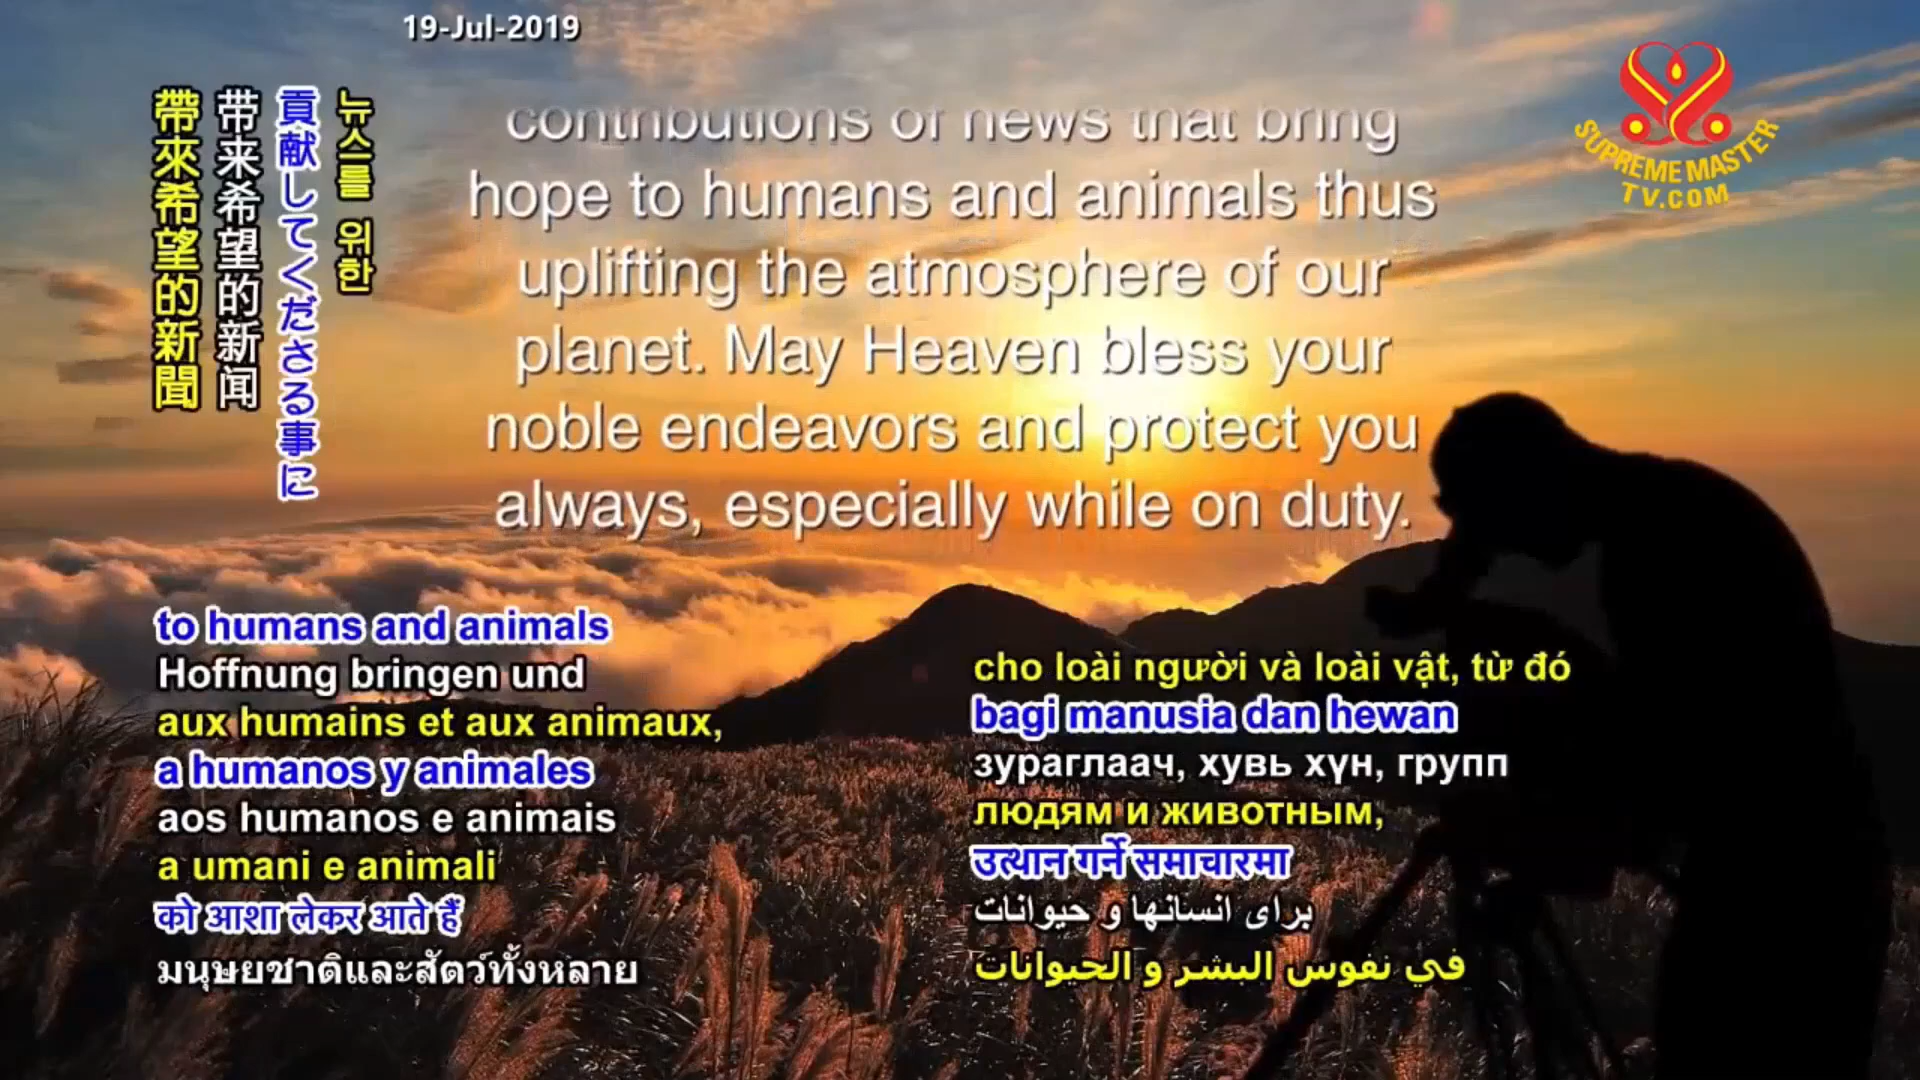 19-Jul-2019
contributions of news that bring
hope to humans and animals thus
uplifting the atmosphere of our
planet. May Heaven bless your
noble endeavors and protect you
always, especially while on duty.
SUPREME MASTER
TV.COM
뉴스를 위한
貢献してくださる事に
带来希望的新闻
帶來希望的新聞
to humans and animals
Hoffnung bringen und
aux humains et aux animaux,
a humanos y animales
aos humanos e animais
a umani e animali
को आशा लेकर आते हैं
มนุษยชาติและสัตว์ทั้งหลาย
cho loài người và loài vật, từ đó
bagi manusia dan hewan
зураглаач, хувь хүн, групп
людям и животным,
उत्थान गर्ने समाचारमा
برای انسانها و حیوانات
في نفوس البشر و الحيوانات